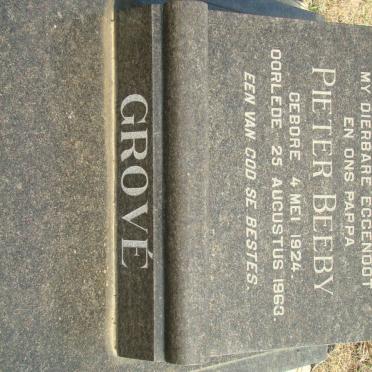 MY DIERBARE EGGENOOT
EN ONS PAPPA
PIETER BEEBY
GEBORE 4 MEI 1924.
OORLEDE 25 AUGUSTUS 1963.
EEN VAN GOD SE BESTES.
GROVÉ